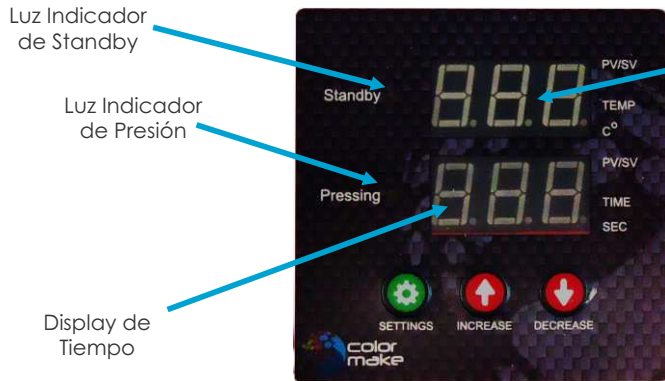 Luz Indicador
de Standby
Luz Indicador
de Presión
Display de
Tiempo
Standby
PV/SV
TEMP
C°
Pressing
PV/SV
TIME
SEC
SETTINGS
INCREASE
DECREASE
color
make